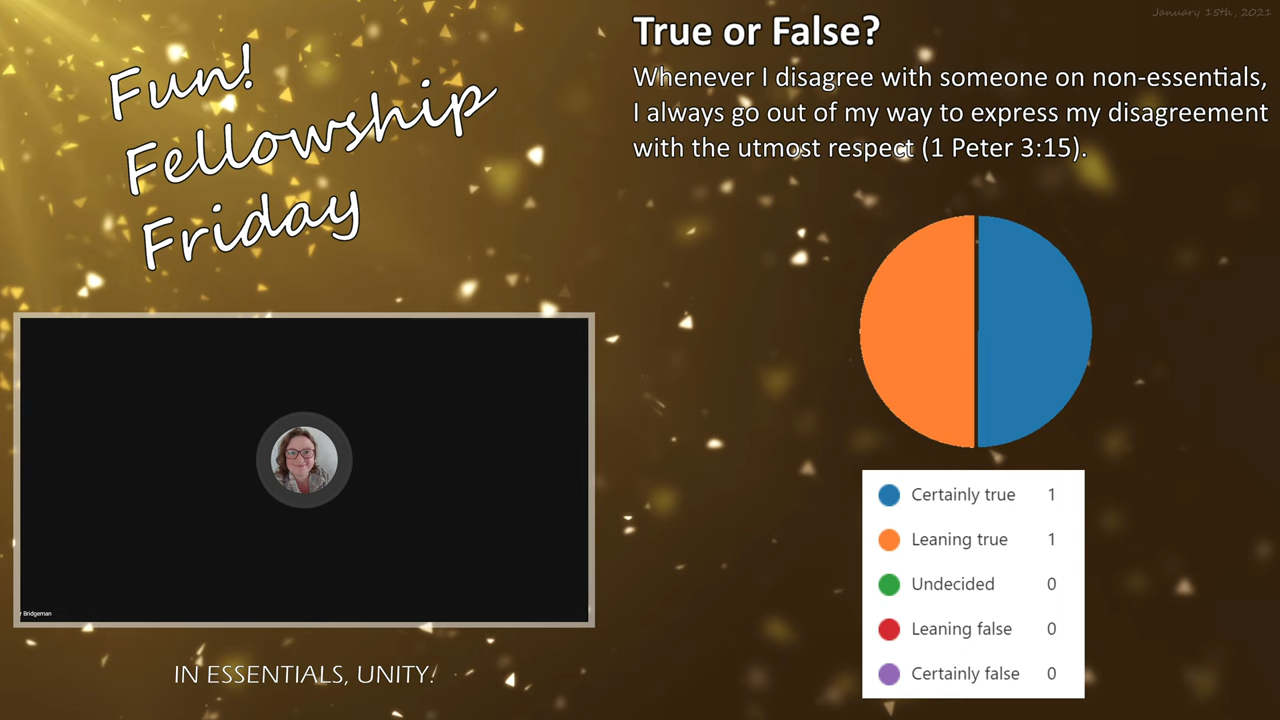 January 15th, 2021
Fun!
Fellowship
Friday
True or False?
Whenever I disagree with someone on non-essentials,
I always go out of my way to express my disagreement
with the utmost respect (1 Peter 3:15).
Certainly true 1
Leaning true 1
Undecided 0
Leaning false 0
Certainly false 0
r Bridgeman
IN ESSENTIALS, UNITY.